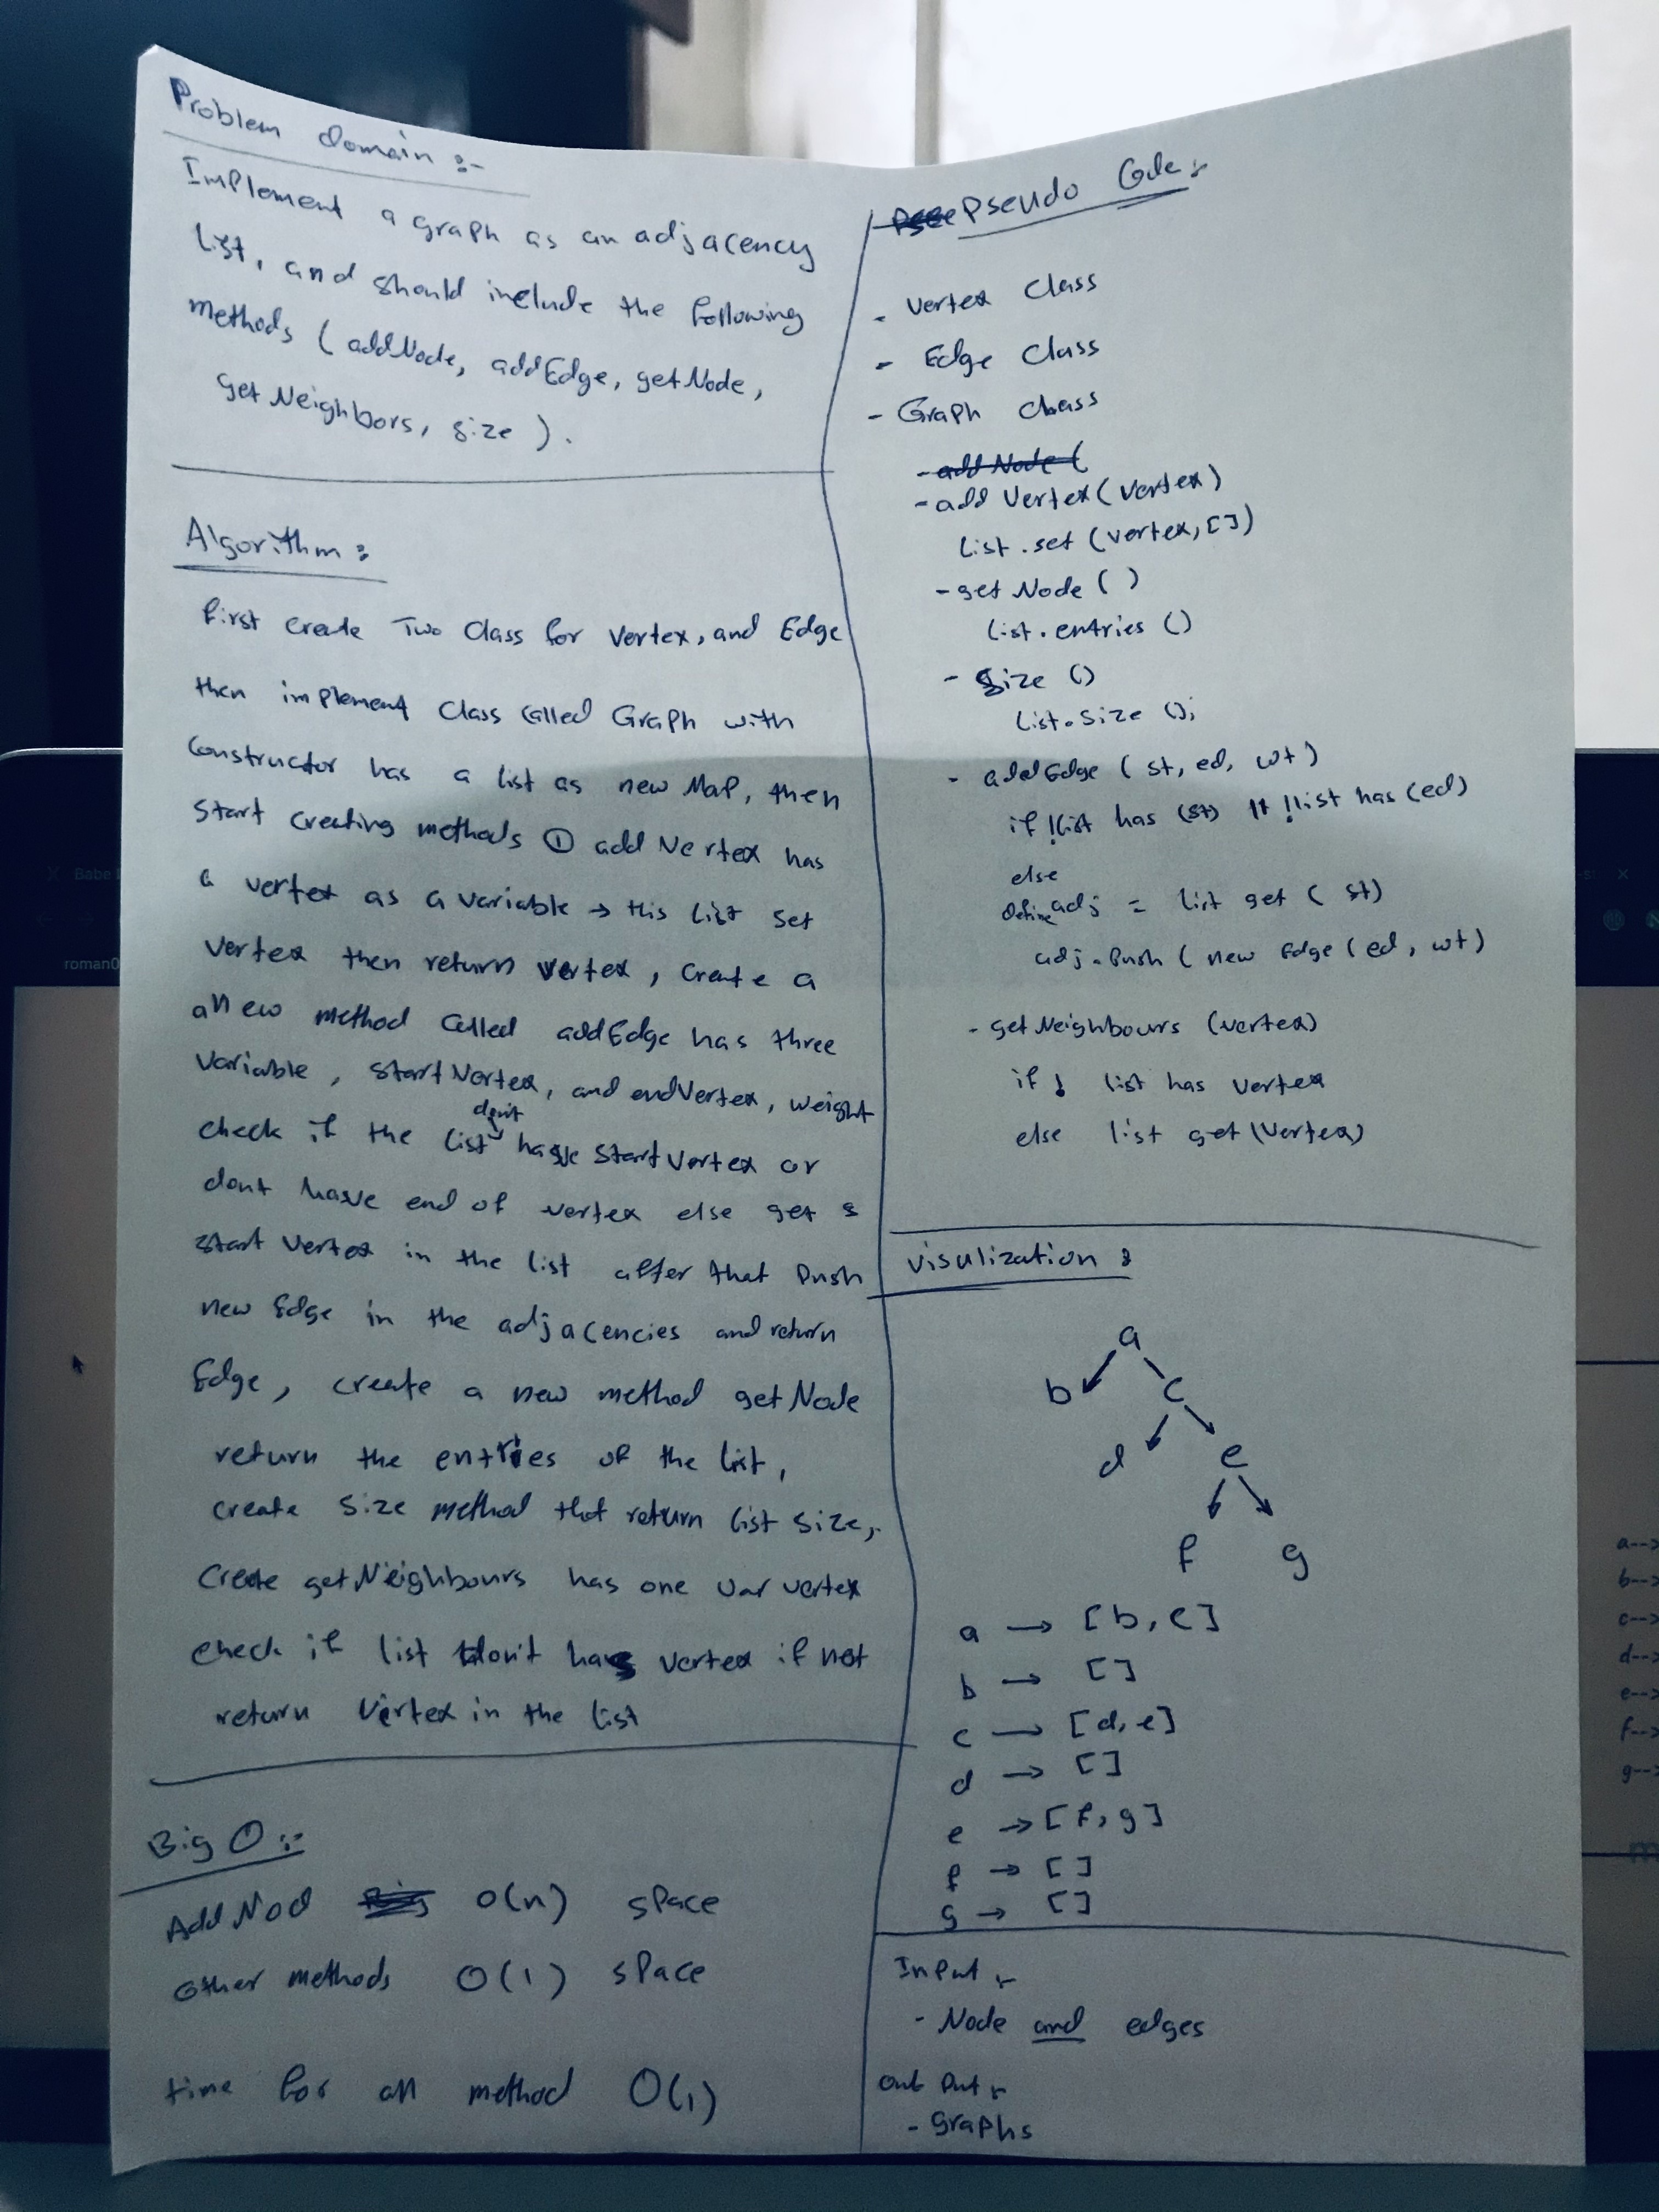 Problem domain :-
Implement a graph as an adjacency
list, and should include the following
methods ( addNode, addEdge, getNode,
getNeighbors, size ).
Algorithm :
first create Two Class for Vertex, and Edge
then implement Class Called Graph with
Constructor has a list as new Map, then
start creating methods ① add Vertex has
a vertex as a variable → this list set
vertex then return vertex, create a
a new method Called addEdge has three
variable, startVertex, and endVertex, weight
don't
check if the list have startVertex or
dont have end of vertex else get s
start Vertex in the list after that push
new Edge in the adjacencies and return
Edge, create a new method getNode
return the entries of the list,
create size method that return list size,
Create getNeighbours has one var vertex
check if list don't has vertex if not
return Vertex in the list
Big O :-
Add Nod O(n) space
Other methods O(1) space
time for all method O(1)
Pseudo Code :-
- Vertex Class
- Edge Class
- Graph class
- add Node (
- add Vertex ( Vertex )
list . set (vertex, [])
- get Node ( )
list . entries ()
- Size ()
list . Size ();
- addEdge ( st, ed, wt )
if !list has (st) || !list has (ed)
else
define adj = list get ( st)
adj . Push ( new Edge ( ed , wt )
- getNeighbours (vertex)
if ! list has vertex
else list get (Vertex)
Visulization :
a
b c
d e
f g
a → [ b, c ]
b → [ ]
c → [ d, e ]
d → [ ]
e → [ f, g ]
f → [ ]
g → [ ]
Input :-
- Node and edges
out Put :-
- graphs
Babe
roman0
a-->
b-->
c-->
d-->
e-->
f-->
g-->